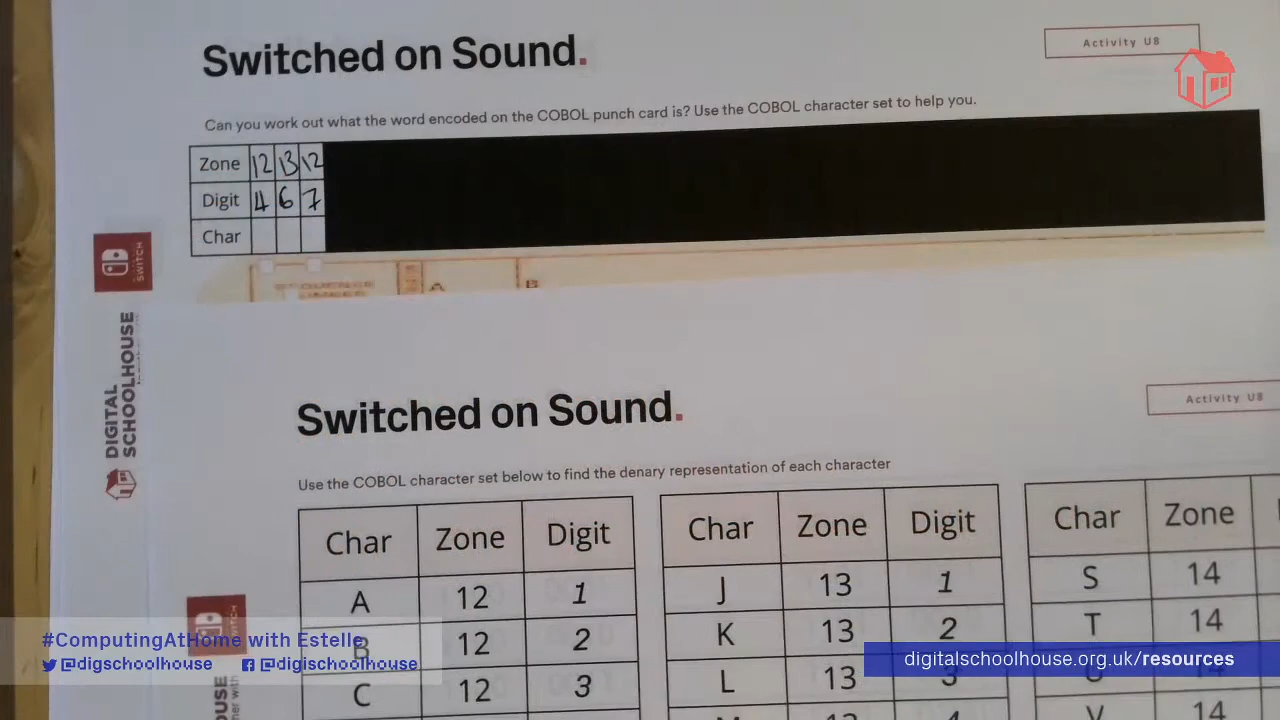 Switched on Sound.
Activity U8
Can you work out what the word encoded on the COBOL punch card is? Use the COBOL character set to help you.
Zone 12 13 12
Digit 4 6 7
Char
SWITCH
DIGITAL SCHOOLHOUSE
A
B
Switched on Sound.
Activity U8
Use the COBOL character set below to find the denary representation of each character
Char Zone Digit Char Zone Digit Char Zone
A 12 1 J 13 1 S 14
B 12 2 K 13 2 T 14
C 12 3 L 13 3 U
V 14
SWITCH
#ComputingAtHome with Estelle
@digschoolhouse @digischoolhouse
digitalschoolhouse.org.uk/resources